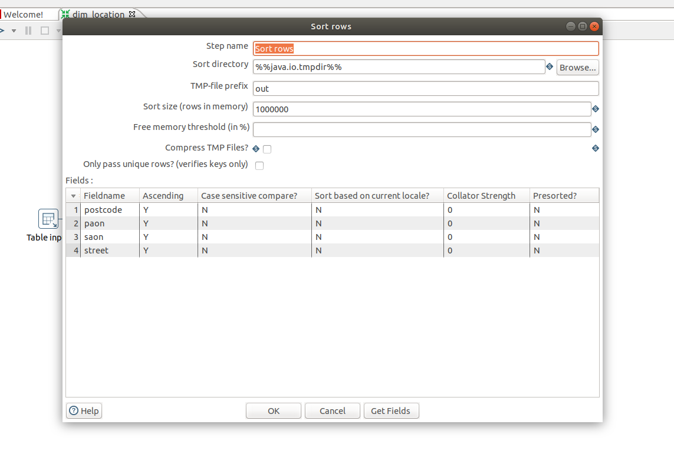 Welcome!
dim_location
Sort rows
Step name
Sort rows
Sort directory
%%java.io.tmpdir%%
Browse...
TMP-file prefix
out
Sort size (rows in memory)
1000000
Free memory threshold (in %)
Compress TMP Files?
Only pass unique rows? (verifies keys only)
Fields :
Fieldname Ascending Case sensitive compare? Sort based on current locale? Collator Strength Presorted?
1 postcode Y N N 0 N
2 paon Y N N 0 N
3 saon Y N N 0 N
4 street Y N N 0 N
Table inp
Help
OK
Cancel
Get Fields